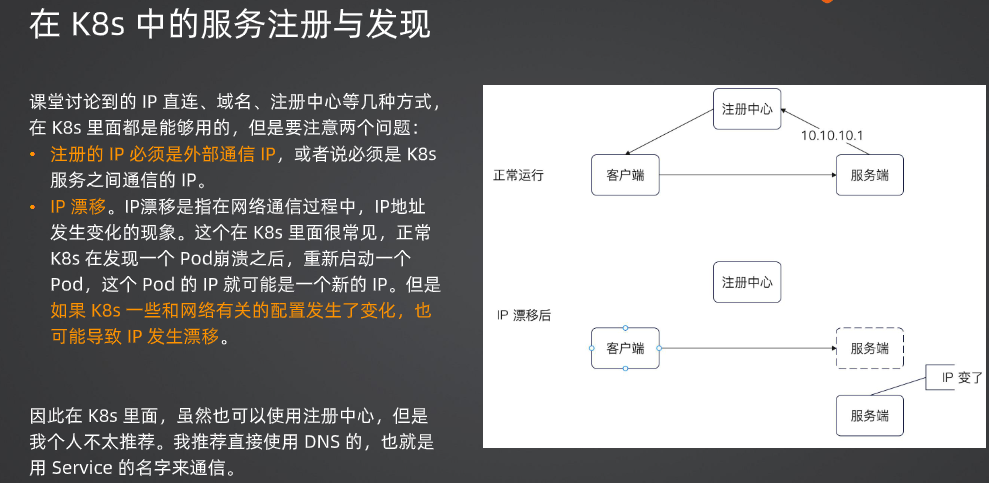 在 K8s 中的服务注册与发现
课堂讨论到的 IP 直连、域名、注册中心等几种方式，
在 K8s 里面都是能够用的，但是要注意两个问题：
• 注册的 IP 必须是外部通信 IP，或者说必须是 K8s
服务之间通信的 IP。
• IP 漂移。IP漂移是指在网络通信过程中，IP地址
发生变化的现象。这个在 K8s 里面很常见，正常
K8s 在发现一个 Pod崩溃之后，重新启动一个
Pod，这个 Pod 的 IP 就可能是一个新的 IP。但是
如果 K8s 一些和网络有关的配置发生了变化，也
可能导致 IP 发生漂移。
因此在 K8s 里面，虽然也可以使用注册中心，但是
我个人不太推荐。我推荐直接使用 DNS 的，也就是
用 Service 的名字来通信。
注册中心
10.10.10.1
正常运行
客户端
服务端
注册中心
IP 漂移后
客户端
服务端
IP 变了
服务端